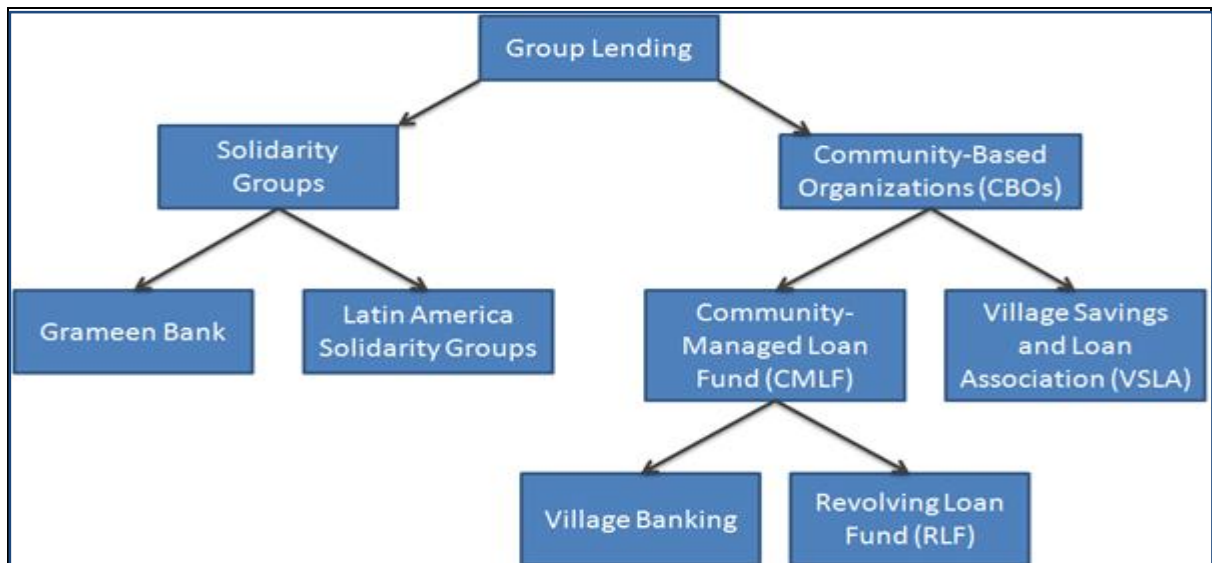 Group Lending
Solidarity
Groups
Community-Based
Organizations (CBOs)
Grameen Bank
Latin America
Solidarity Groups
Community-
Managed Loan
Fund (CMLF)
Village Savings
and Loan
Association (VSLA)
Village Banking
Revolving Loan
Fund (RLF)